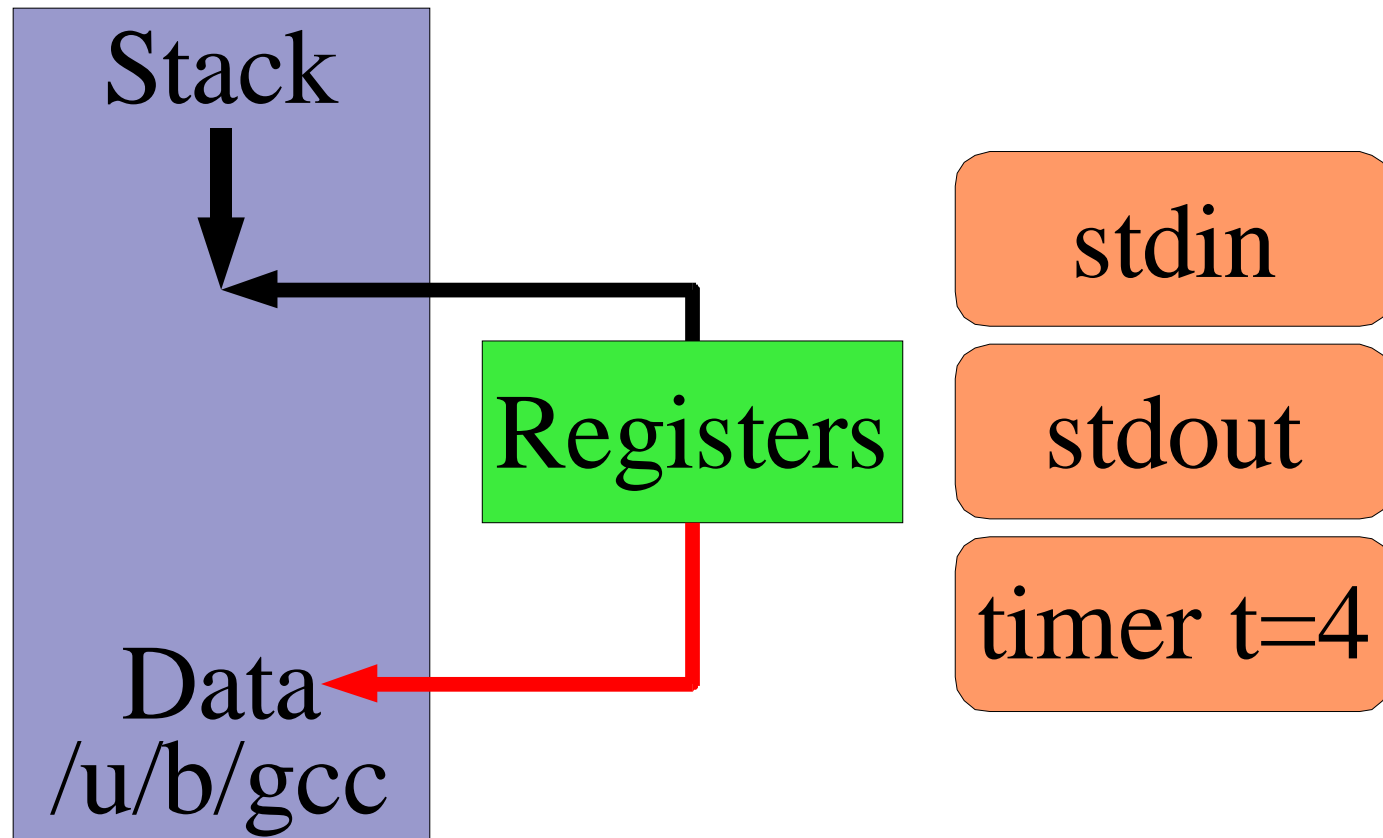 Stack
Registers
Data
/u/b/gcc
stdin
stdout
timer t=4